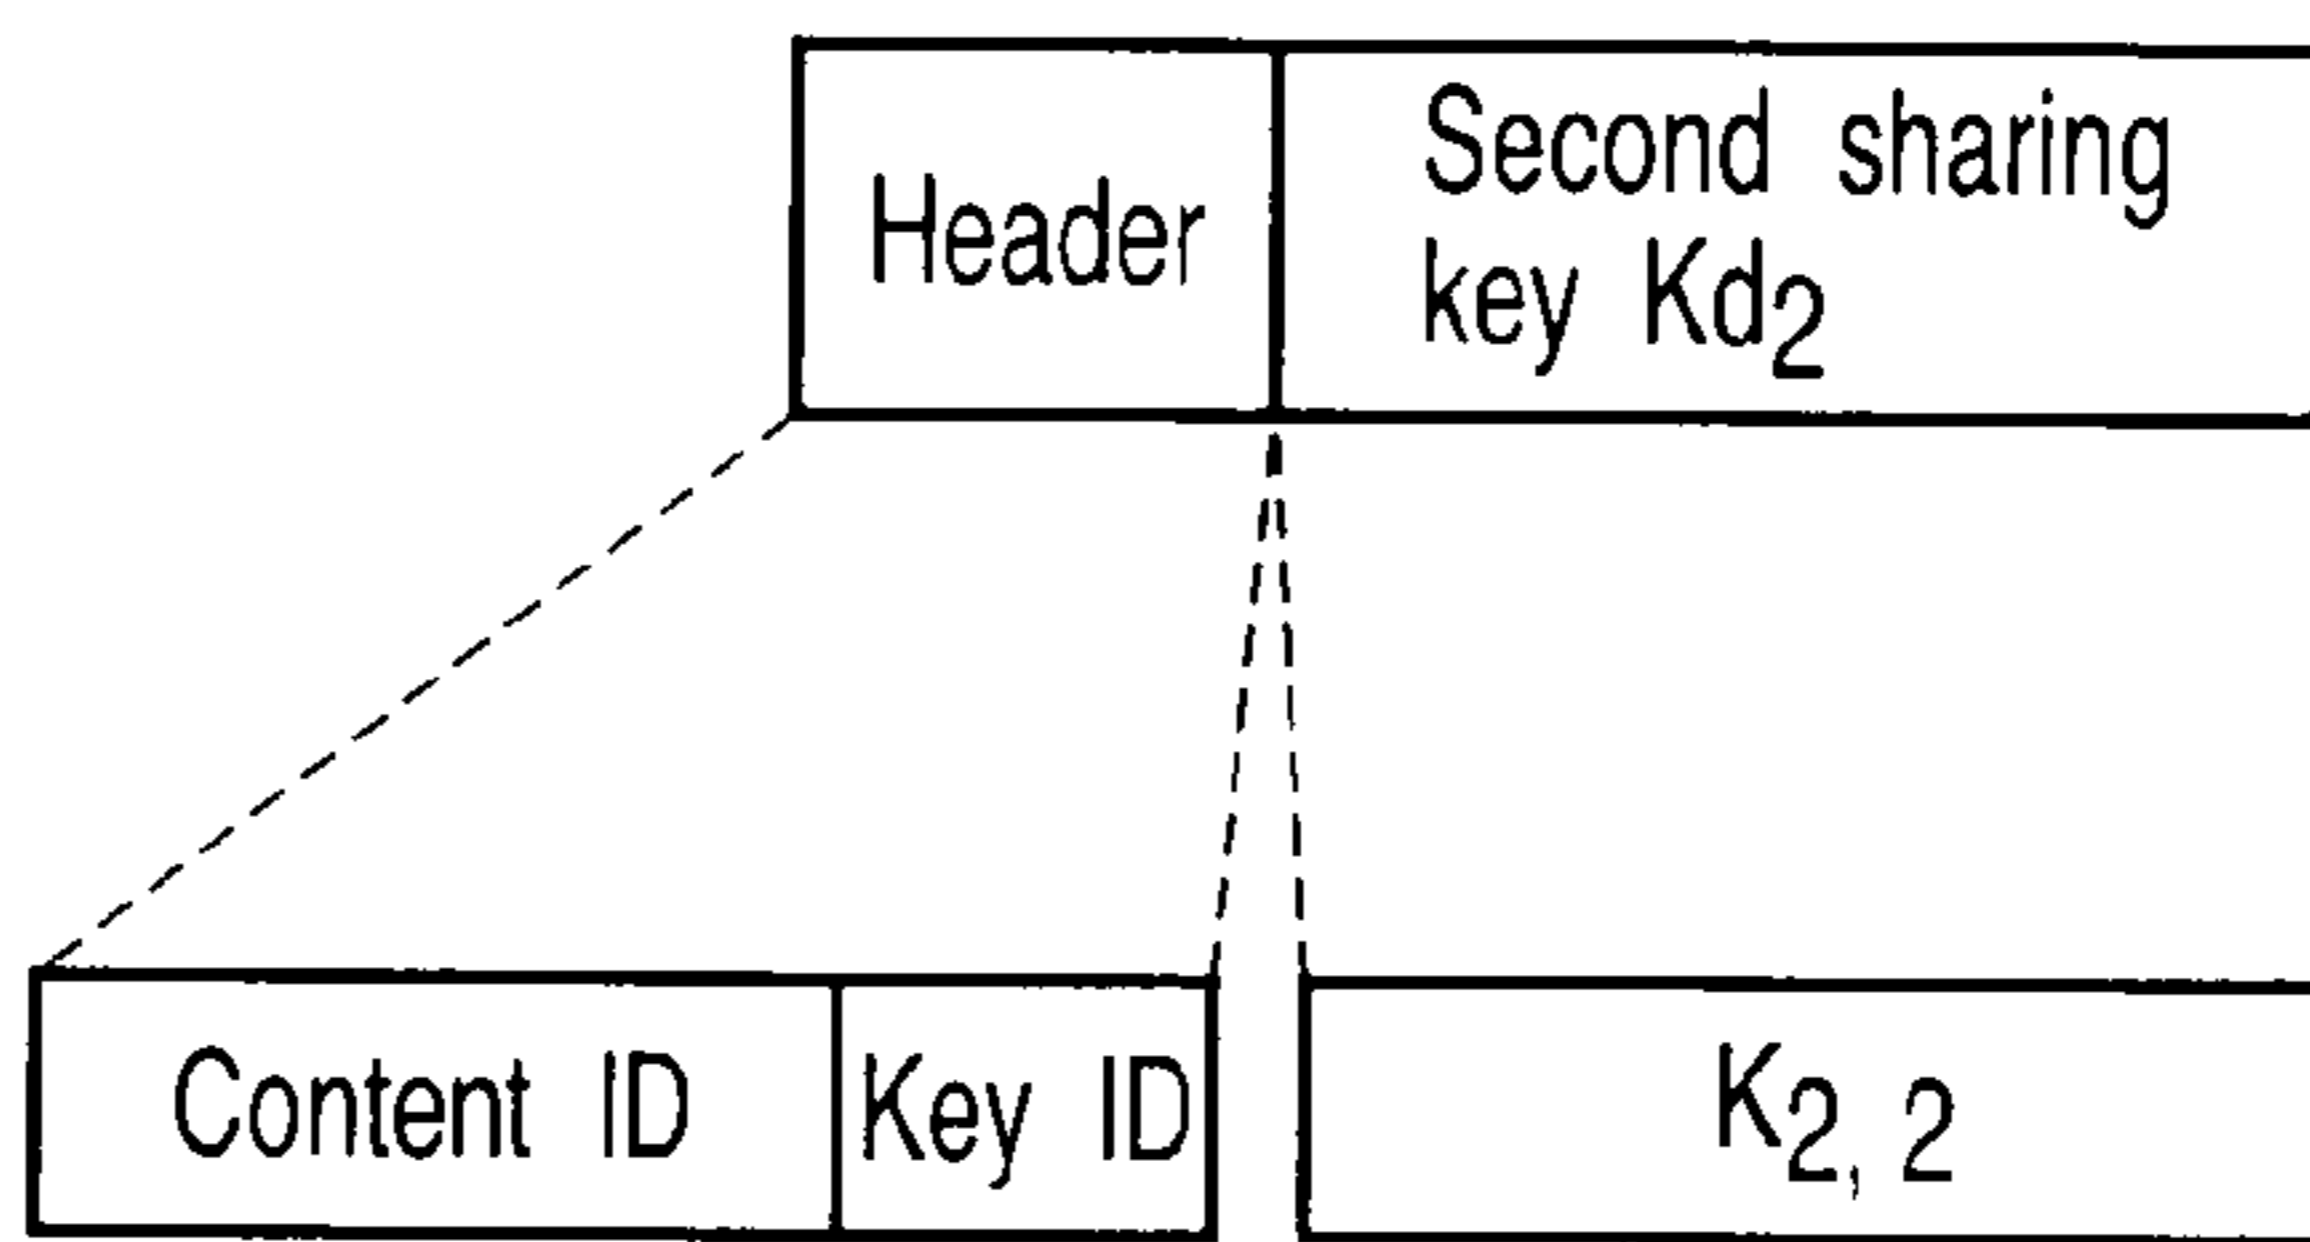 Header
Second sharing
key Kd2
Content ID
Key ID
K2, 2